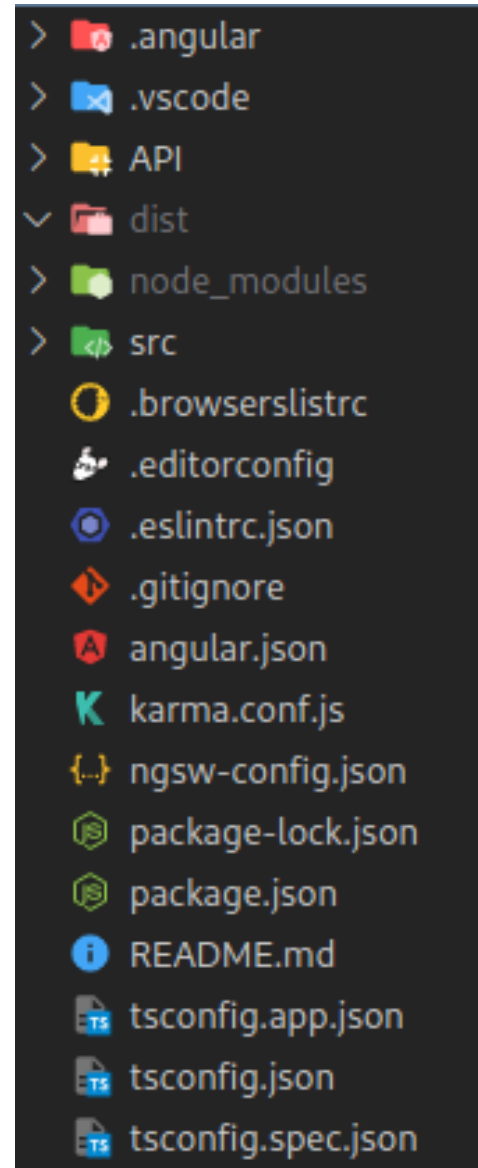 .angular
.vscode
API
dist
node_modules
src
.browserslistrc
.editorconfig
.eslintrc.json
.gitignore
angular.json
karma.conf.js
ngsw-config.json
package-lock.json
package.json
README.md
tsconfig.app.json
tsconfig.json
tsconfig.spec.json